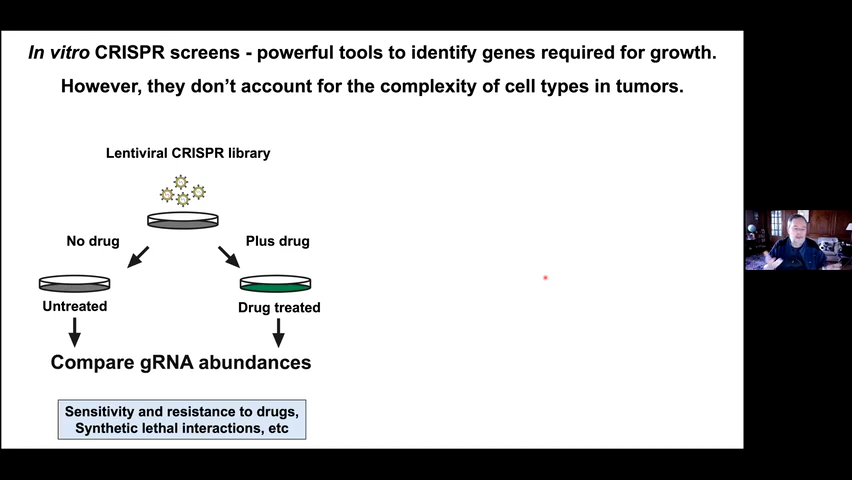 In vitro CRISPR screens - powerful tools to identify genes required for growth.
However, they don't account for the complexity of cell types in tumors.
Lentiviral CRISPR library
No drug
Plus drug
Untreated
Drug treated
Compare gRNA abundances
Sensitivity and resistance to drugs,
Synthetic lethal interactions, etc